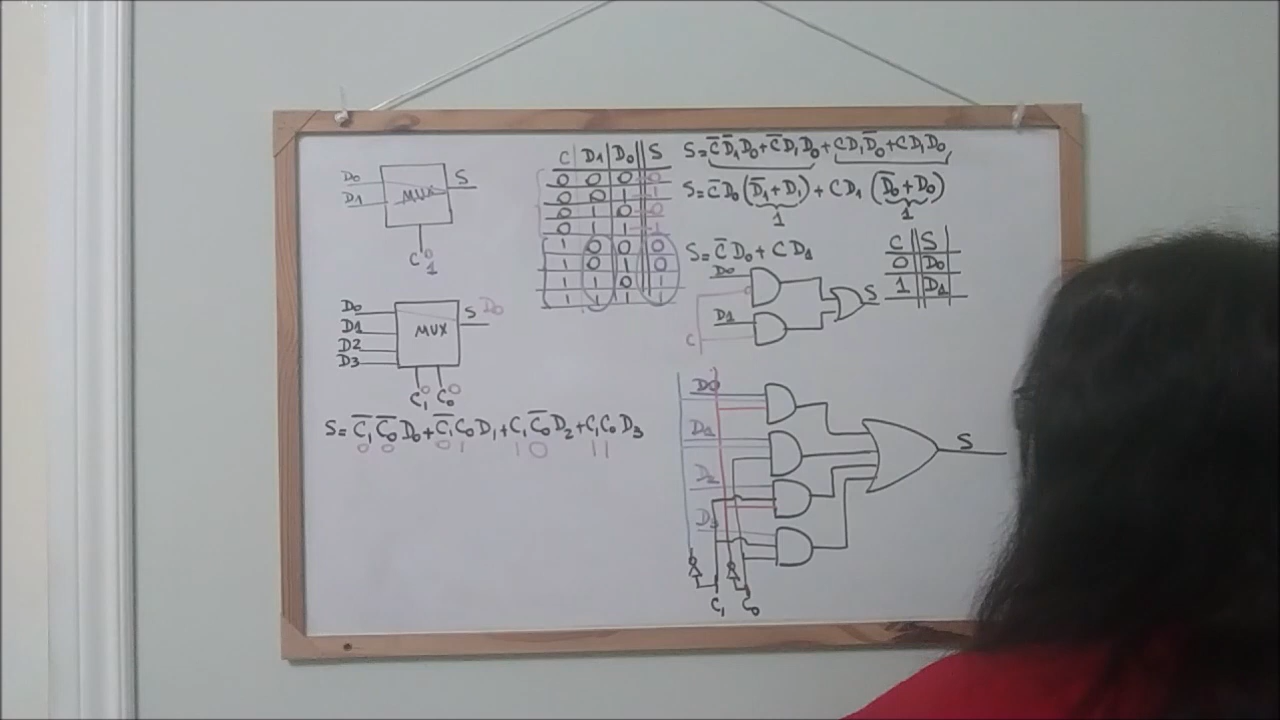 D0
D1
MUX
S
C 0
1
D0
D1
D2
D3
MUX
S D0
C₁ 0 C₀ 0
S = C̅₁ C̅₀ D₀ + C̅₁ C₀ D₁ + C₁ C̅₀ D₂ + C₁ C₀ D₃
0 0 0 1 1 0 1 1
C D1 D0 S
0 0 0 0
0 0 1 1
0 1 0 0
0 1 1 1
1 0 0 0
1 0 1 0
1 1 0 1
1 1 1 1
S = C̅ D̅₁ D₀ + C̅ D₁ D₀ + C D₁ D̅₀ + C D₁ D₀
S = C̅ D₀ (D̅₁ + D₁) + C D₁ (D̅₀ + D₀)
1 1
S = C̅ D₀ + C D₁
C S
0 D₀
1 D₁
D0
D1
C
S
D0
D1
D2
D3
S
C₁ C₀